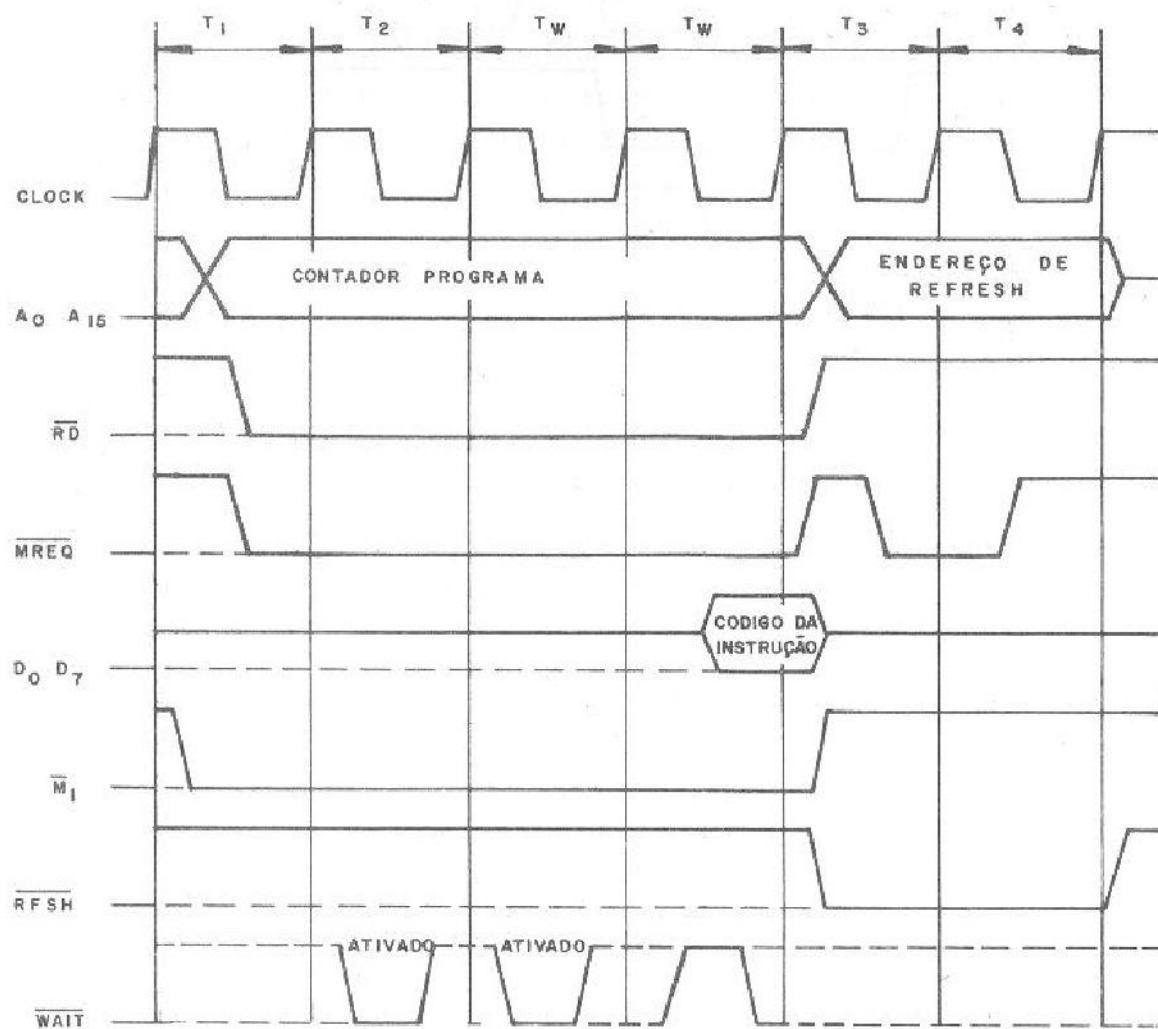 T1 T2 TW TW T3 T4
CLOCK
CONTADOR PROGRAMA
ENDEREÇO DE
REFRESH
A0 A15
RD
MREQ
CODIGO DA
INSTRUÇÃO
D0 D7
M1
RFSH
ATIVADO ATIVADO
WAIT